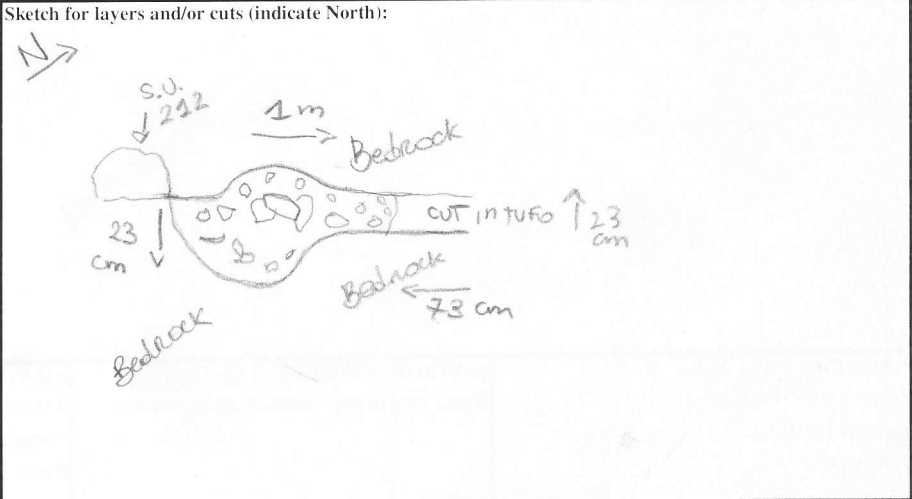 Sketch for layers and/or cuts (indicate North):
N
S.U.
212
1 m
Bedrock
CUT in TUFO
23
cm
23
cm
Bedrock
73 cm
Bedrock